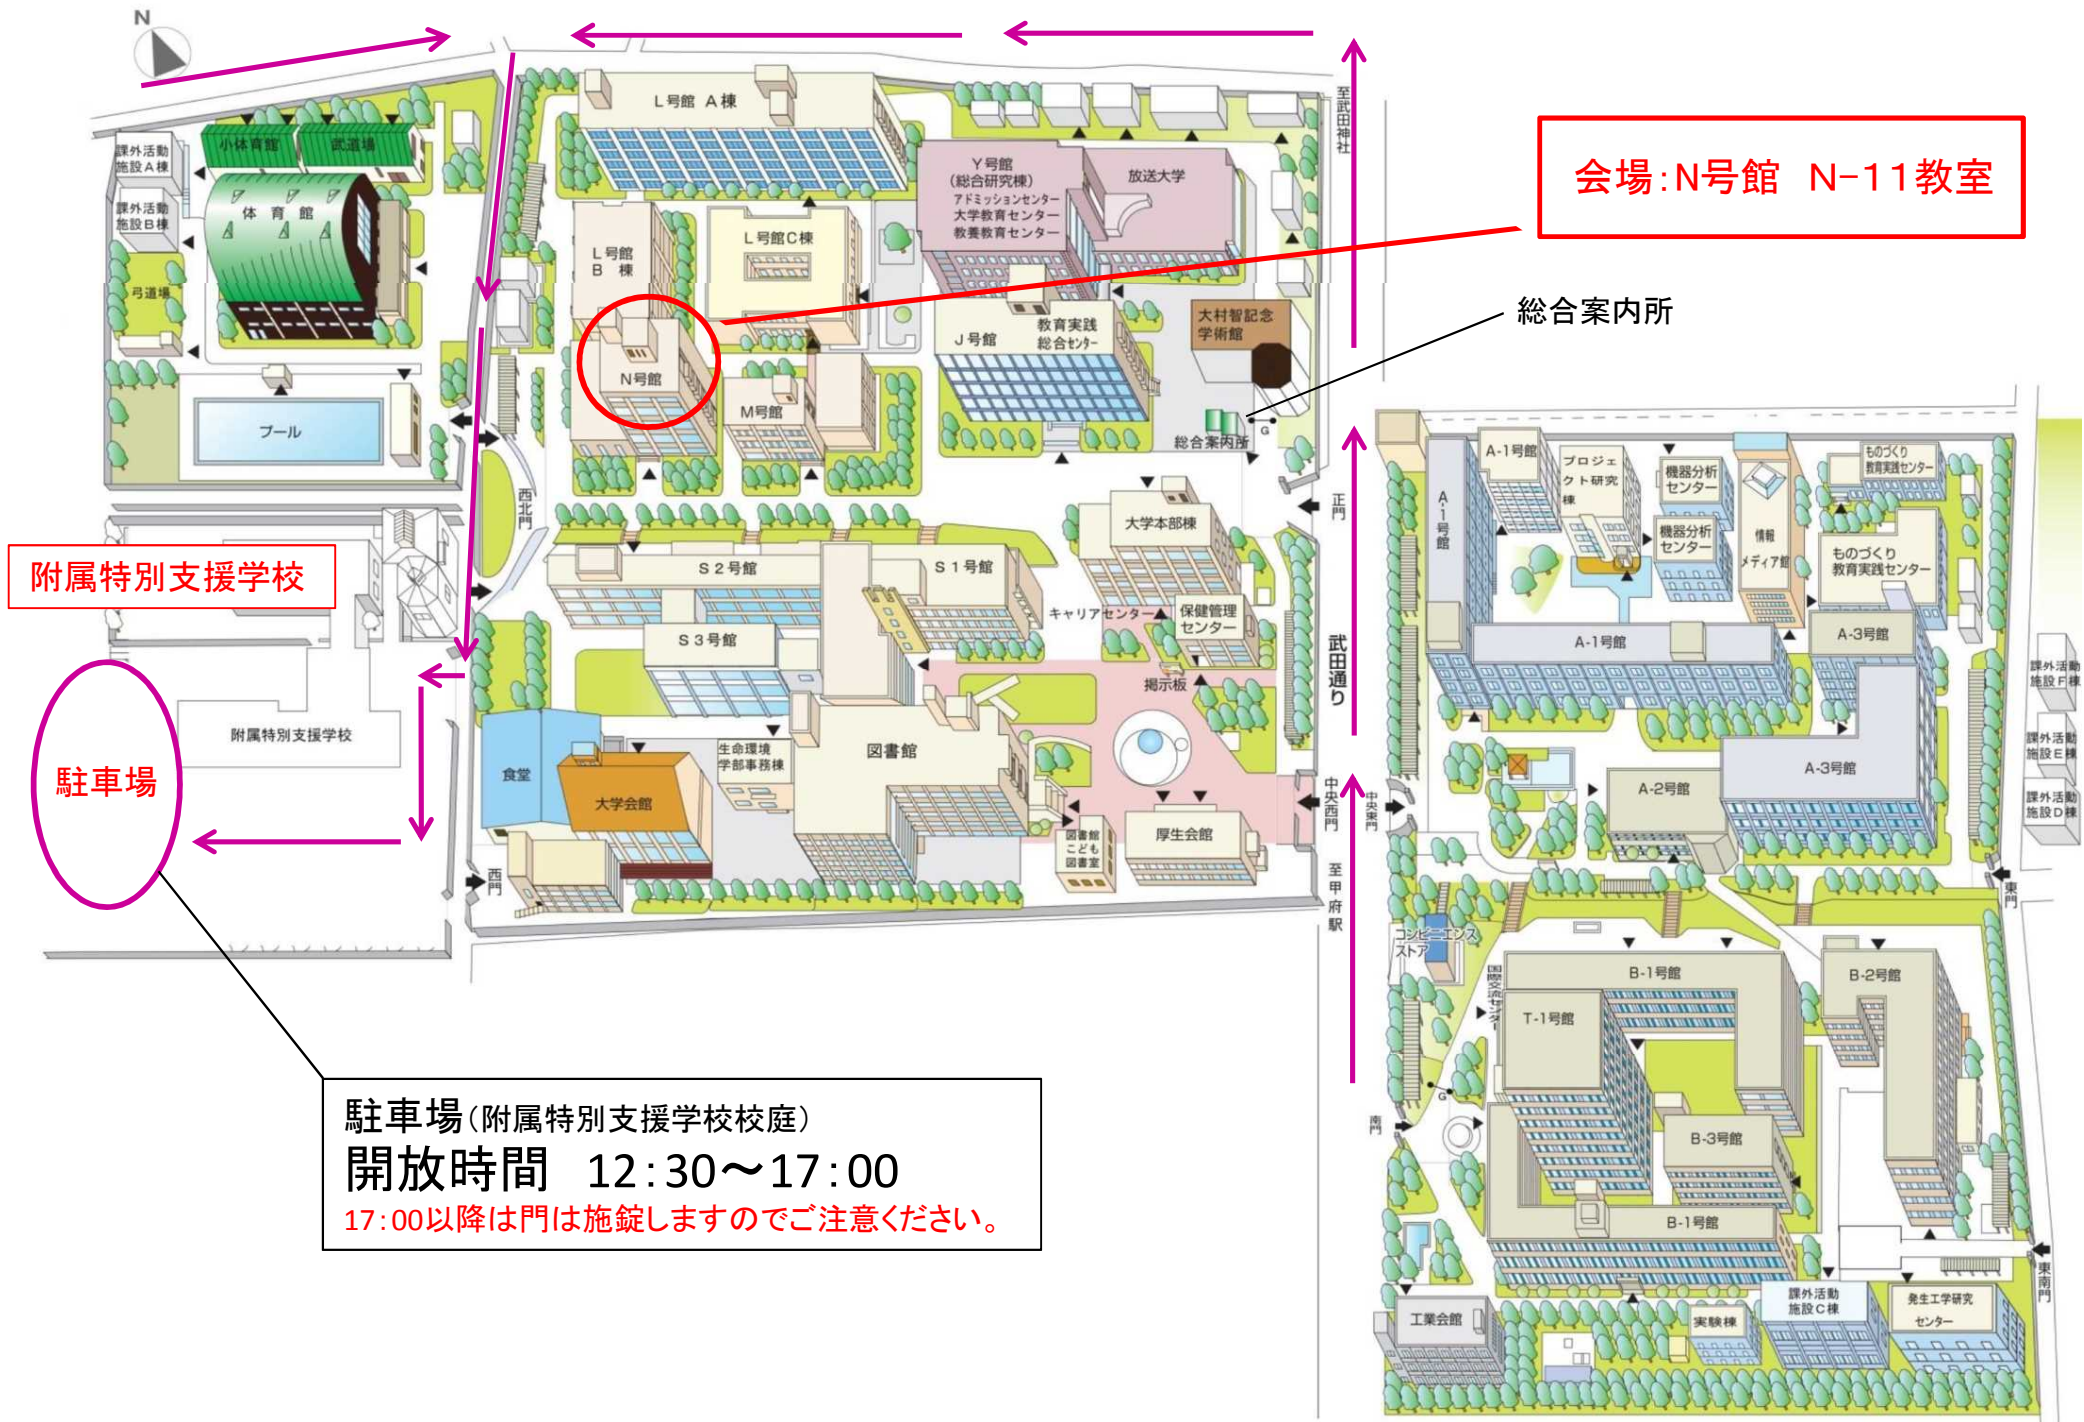 N
至武田神社
L号館 A棟
会場:N号館 N-11教室
小体育館
武道場
課外活動
施設A棟
課外活動
施設B棟
体育館
弓道場
プール
Y号館
(総合研究棟)
アドミッションセンター
大学教育センター
教養教育センター
放送大学
L号館
B 棟
L号館C棟
J号館
教育実践
総合センター
大村智記念
学術館
総合案内所
N号館
M号館
総合案内所
G
西北門
正門
大学本部棟
附属特別支援学校
S2号館
S1号館
S3号館
キャリアセンター
保健管理
センター
掲示板
武田通り
附属特別支援学校
駐車場
食堂
大学会館
生命環境
学部事務棟
図書館
図書館
こども
図書室
厚生会館
中央西門
中央東門
西門
至甲府駅
A-1号館
A-1号館
プロジェ
クト研究
棟
機器分析
センター
機器分析
センター
情報
メディア館
ものづくり
教育実践センター
ものづくり
教育実践センター
A-1号館
A-3号館
A-3号館
A-2号館
課外活動
施設F棟
課外活動
施設E棟
課外活動
施設D棟
東門
コンビニエンス
ストア
国際交流センター
B-1号館
B-2号館
T-1号館
南門
G
B-3号館
B-1号館
東南門
工業会館
実験棟
課外活動
施設C棟
発生工学研究
センター
駐車場(附属特別支援学校校庭)
開放時間 12:30～17:00
17:00以降は門は施錠しますのでご注意ください。